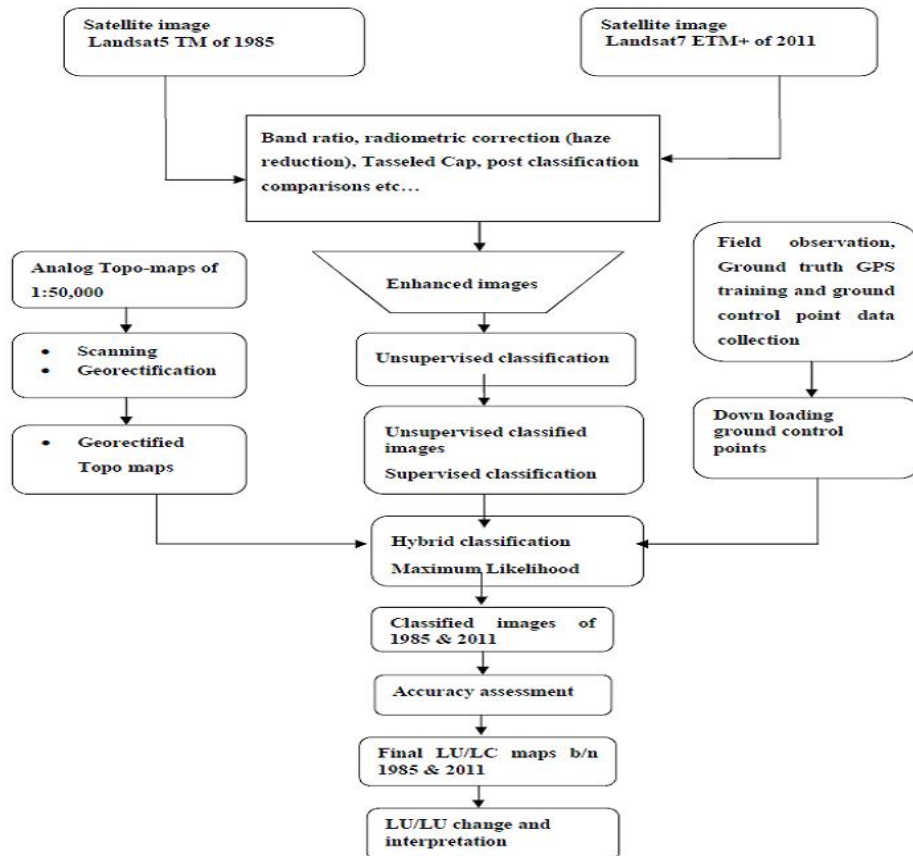 Satellite image
Landsat5 TM of 1985
Satellite image
Landsat7 ETM+ of 2011
Band ratio, radiometric correction (haze
reduction), Tasseled Cap, post classification
comparisons etc…
Enhanced images
Analog Topo-maps of
1:50,000
• Scanning
• Georectification
• Georectified
Topo maps
Field observation,
Ground truth GPS
training and ground
control point data
collection
Down loading
ground control
points
Unsupervised classification
Unsupervised classified
images
Supervised classification
Hybrid classification
Maximum Likelihood
Classified images of
1985 & 2011
Accuracy assessment
Final LU/LC maps b/n
1985 & 2011
LU/LU change and
interpretation